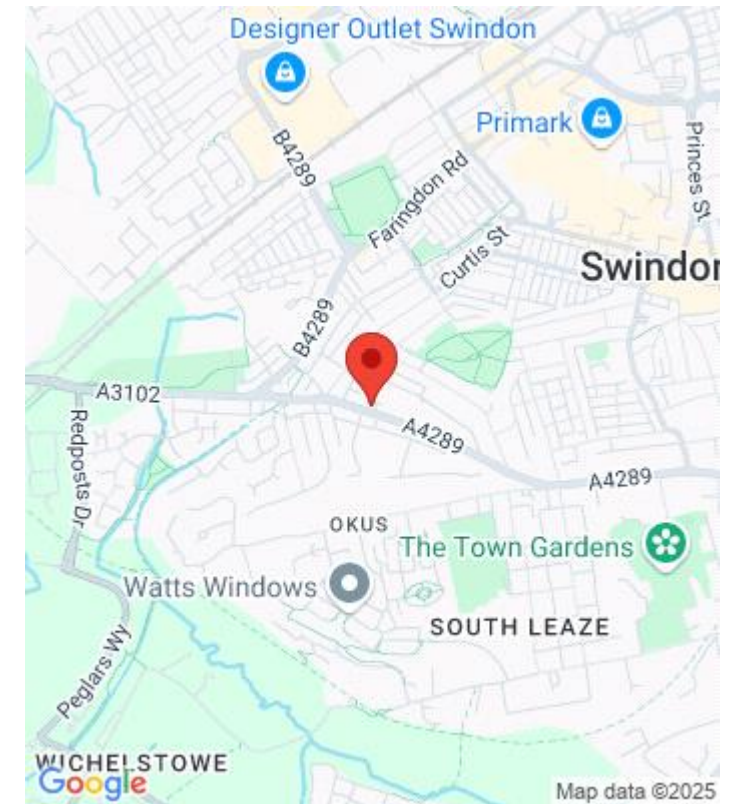 Designer Outlet Swindon
Primark
B4289
Princes St
Faringdon Rd
Curtis St
Swindon
B4289
A3102
A4289
Redposts Dr
A4289
OKUS
The Town Gardens
Watts Windows
SOUTH LEAZE
Peglars Wy
WICHELSTOWE
Google
Map data ©2025